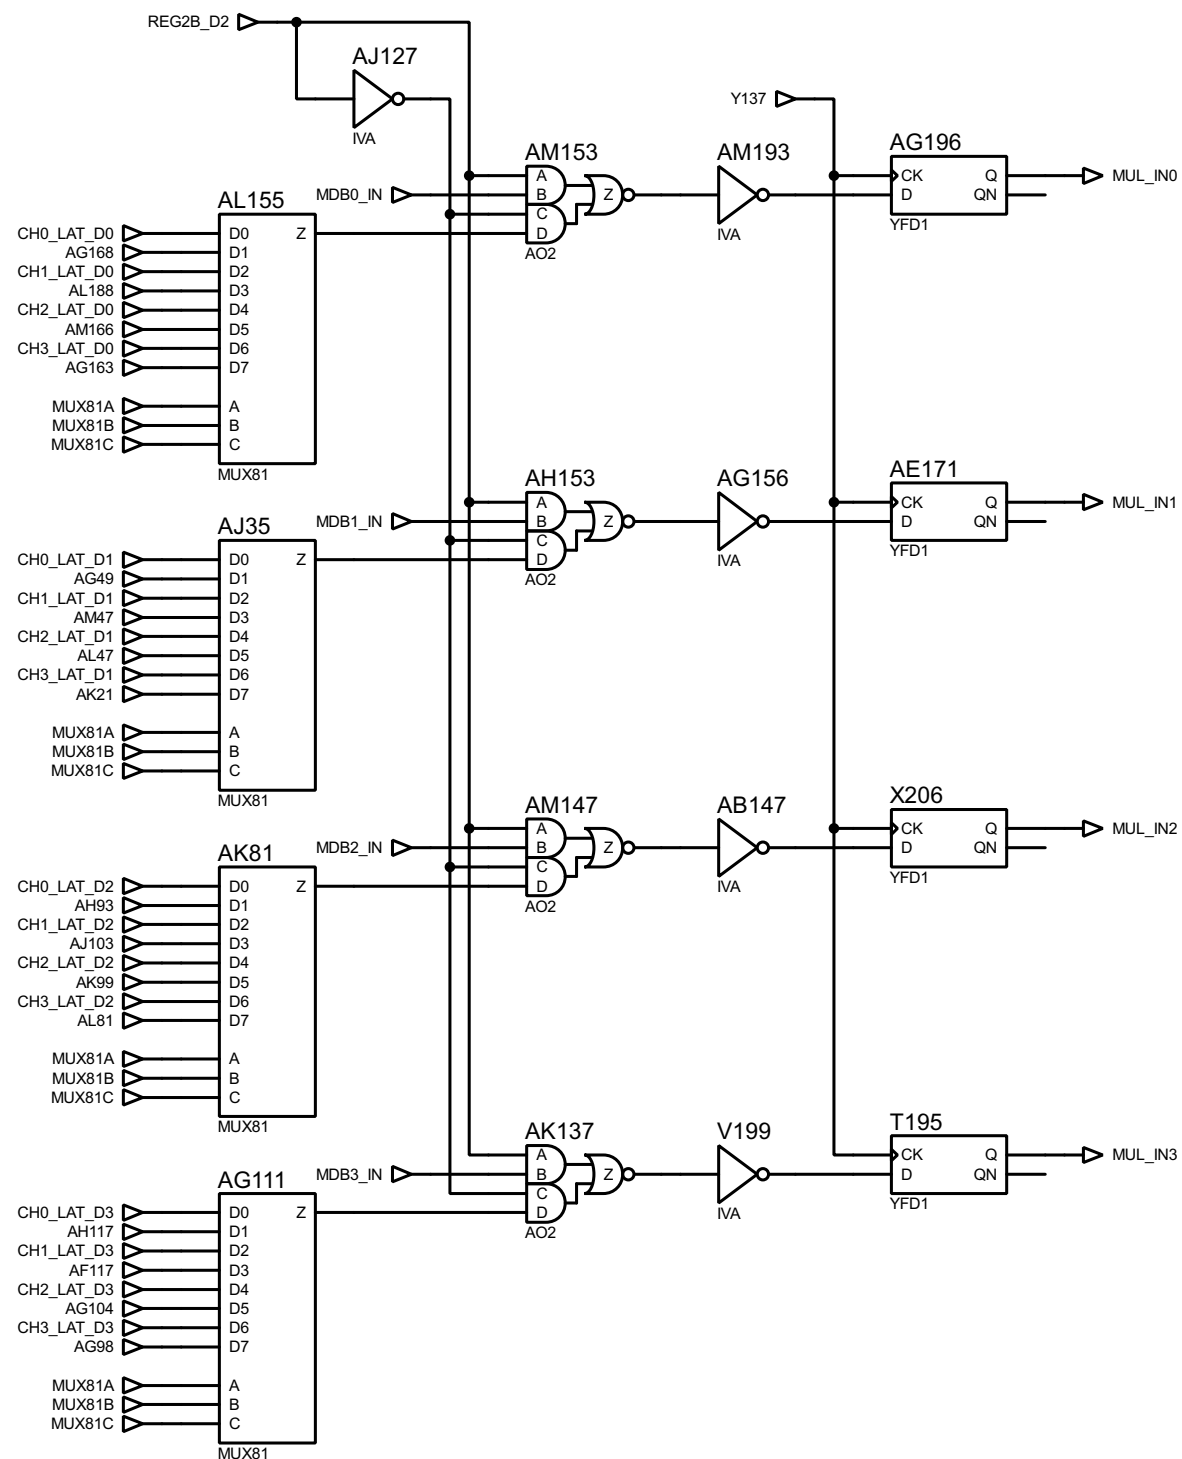 REG2B_D2
AJ127
IVA
Y137
AM153
MDB0_IN
A
B
C
D
Z
AO2
AM193
IVA
AG196
CK Q
D QN
YFD1
MUL_IN0
AL155
CH0_LAT_D0 D0 Z
AG168 D1
CH1_LAT_D0 D2
AL188 D3
CH2_LAT_D0 D4
AM166 D5
CH3_LAT_D0 D6
AG163 D7
MUX81A A
MUX81B B
MUX81C C
MUX81
AH153
MDB1_IN
A
B
C
D
Z
AO2
AG156
IVA
AE171
CK Q
D QN
YFD1
MUL_IN1
AJ35
CH0_LAT_D1 D0 Z
AG49 D1
CH1_LAT_D1 D2
AM47 D3
CH2_LAT_D1 D4
AL47 D5
CH3_LAT_D1 D6
AK21 D7
MUX81A A
MUX81B B
MUX81C C
MUX81
AM147
MDB2_IN
A
B
C
D
Z
AO2
AB147
IVA
X206
CK Q
D QN
YFD1
MUL_IN2
AK81
CH0_LAT_D2 D0 Z
AH93 D1
CH1_LAT_D2 D2
AJ103 D3
CH2_LAT_D2 D4
AK99 D5
CH3_LAT_D2 D6
AL81 D7
MUX81A A
MUX81B B
MUX81C C
MUX81
AK137
MDB3_IN
A
B
C
D
Z
AO2
V199
IVA
T195
CK Q
D QN
YFD1
MUL_IN3
AG111
CH0_LAT_D3 D0 Z
AH117 D1
CH1_LAT_D3 D2
AF117 D3
CH2_LAT_D3 D4
AG104 D5
CH3_LAT_D3 D6
AG98 D7
MUX81A A
MUX81B B
MUX81C C
MUX81